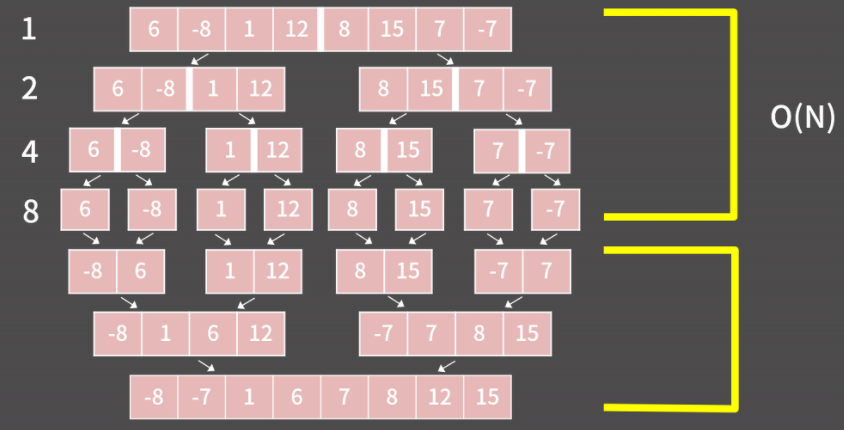 1 6 -8 1 12 8 15 7 -7
2 6 -8 1 12 8 15 7 -7
O(N)
4 6 -8 1 12 8 15 7 -7
8 6 -8 1 12 8 15 7 -7
-8 6 1 12 8 15 -7 7
-8 1 6 12 -7 7 8 15
-8 -7 1 6 7 8 12 15